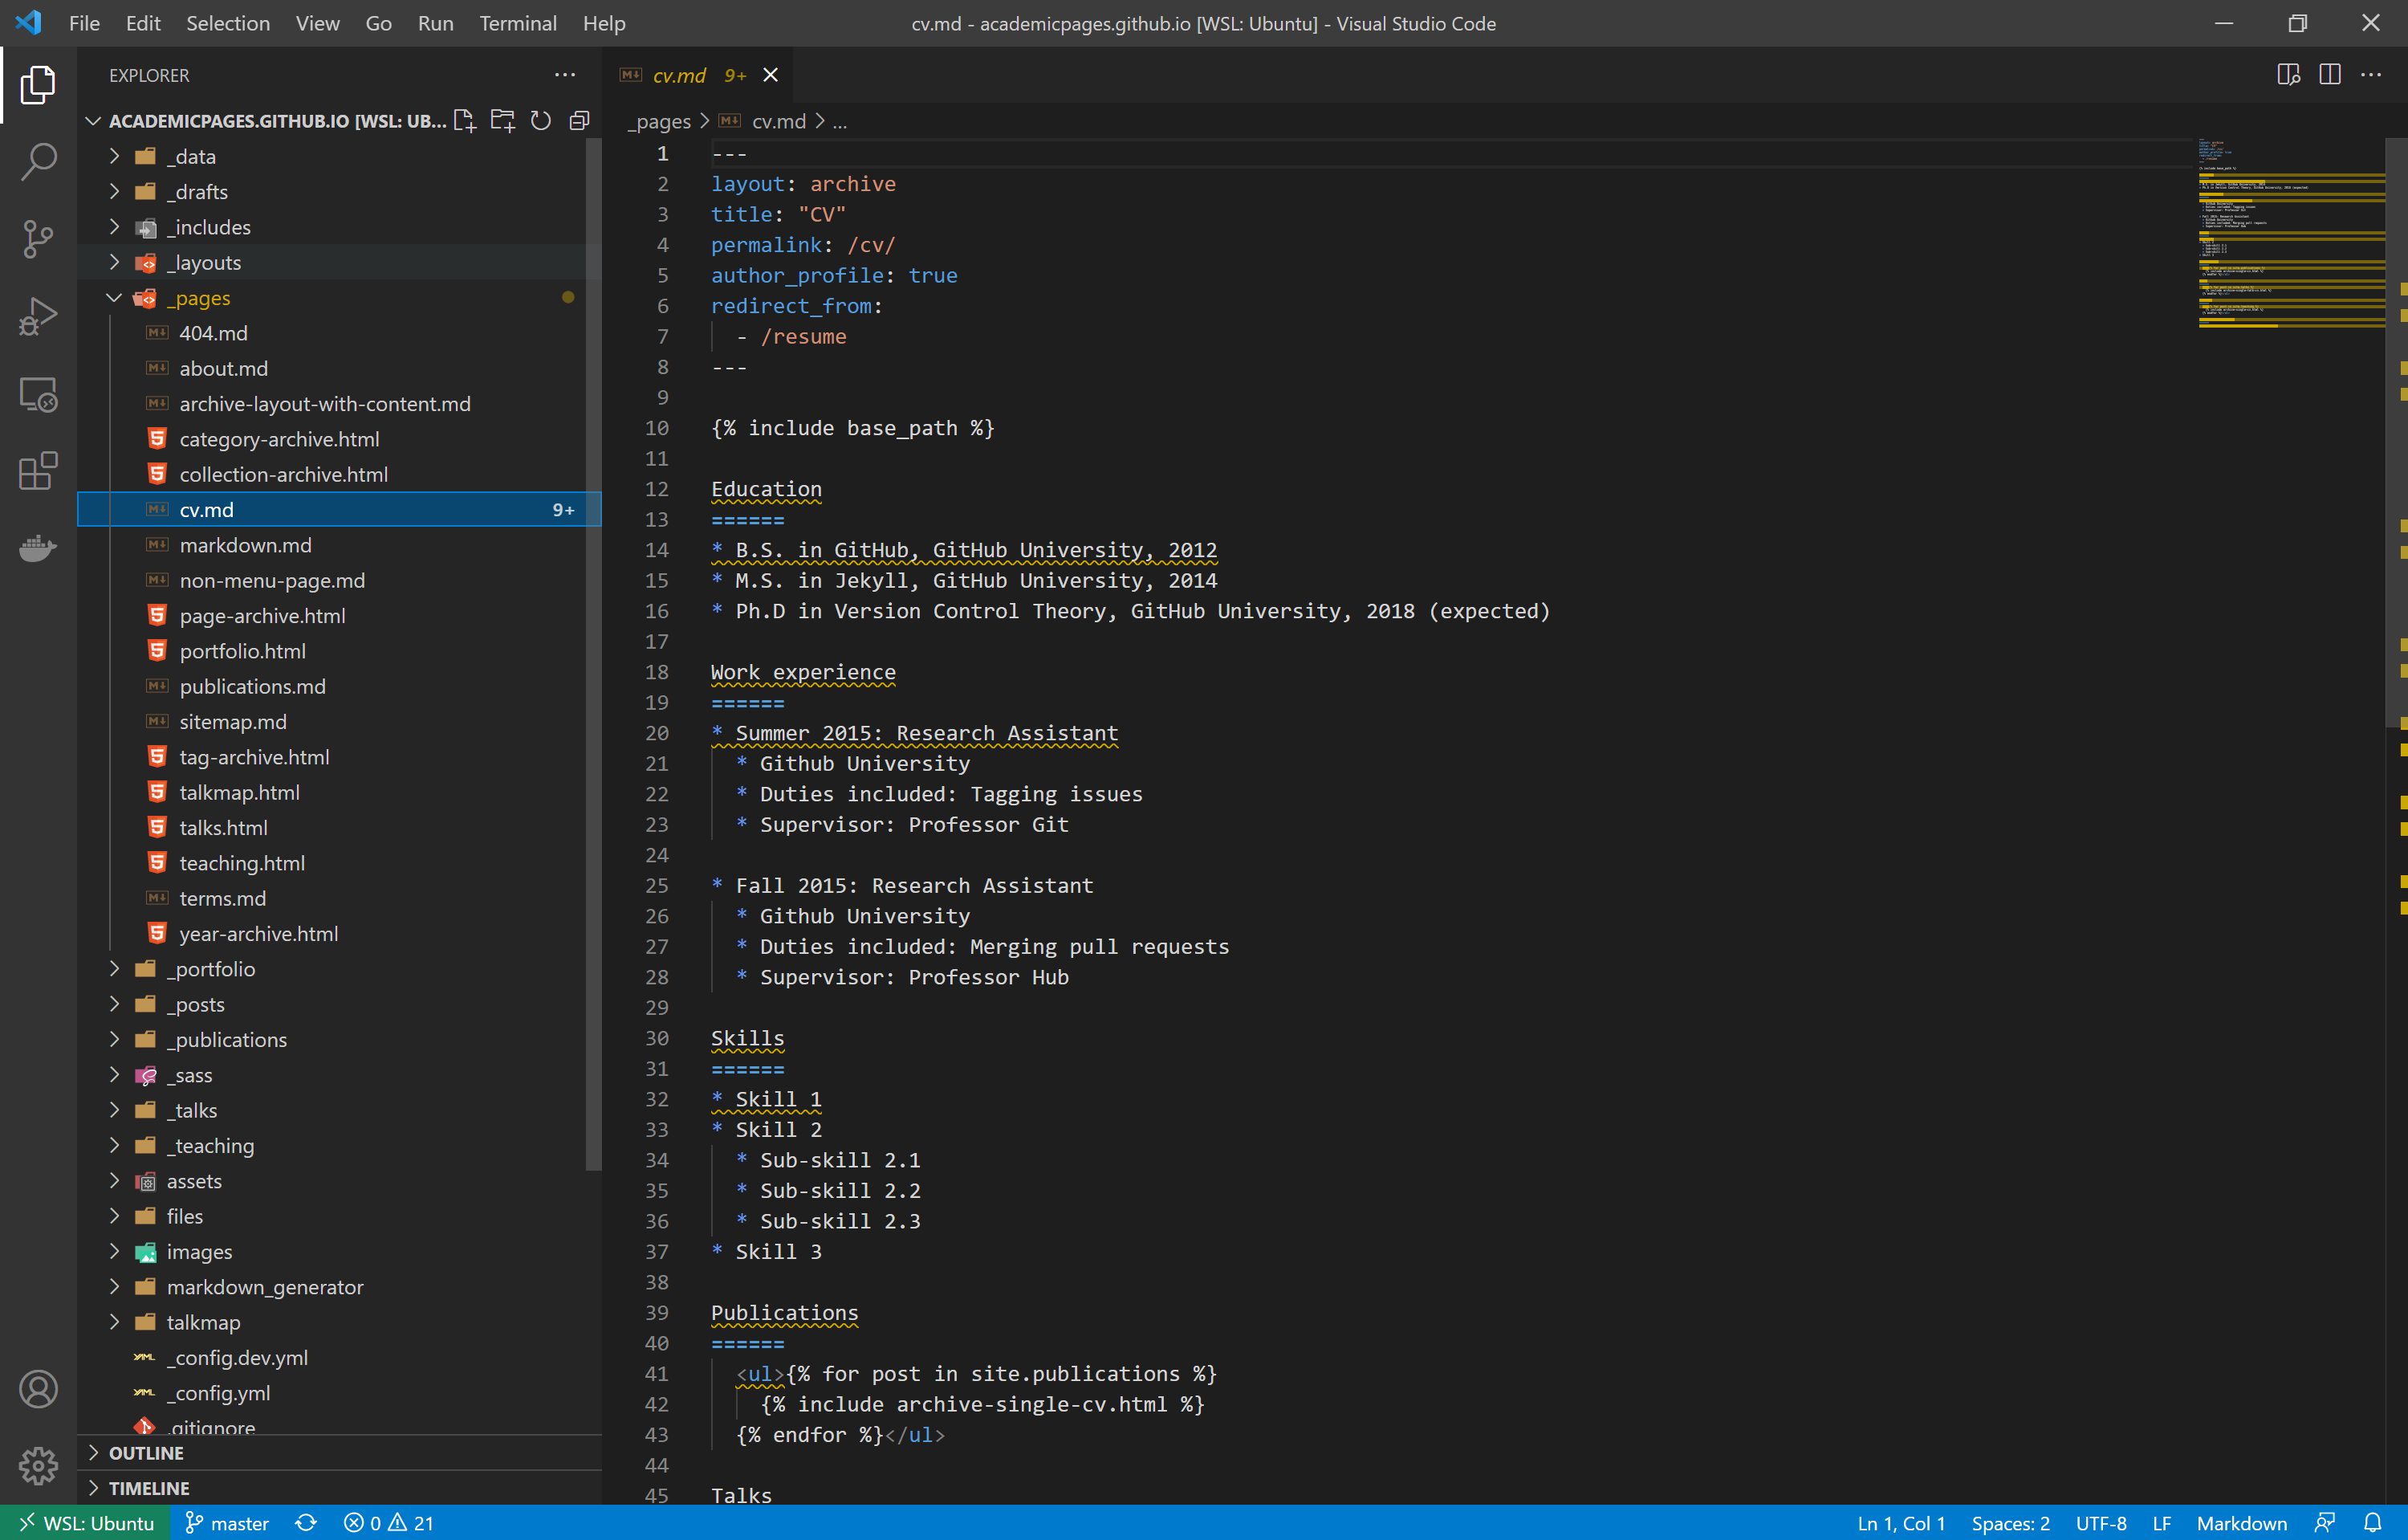 File Edit Selection View Go Run Terminal Help
cv.md - academicpages.github.io [WSL: Ubuntu] - Visual Studio Code
EXPLORER
ACADEMICPAGES.GITHUB.IO [WSL: UB...
_data
_drafts
_includes
_layouts
_pages
404.md
about.md
archive-layout-with-content.md
category-archive.html
collection-archive.html
cv.md 9+
markdown.md
non-menu-page.md
page-archive.html
portfolio.html
publications.md
sitemap.md
tag-archive.html
talkmap.html
talks.html
teaching.html
terms.md
year-archive.html
_portfolio
_posts
_publications
_sass
_talks
_teaching
assets
files
images
markdown_generator
talkmap
_config.dev.yml
_config.yml
.gitignore
OUTLINE
TIMELINE
cv.md 9+
_pages > cv.md > ...
1 ---
2 layout: archive
3 title: "CV"
4 permalink: /cv/
5 author_profile: true
6 redirect_from:
7 - /resume
8 ---
9
10 {% include base_path %}
11
12 Education
13 ======
14 * B.S. in GitHub, GitHub University, 2012
15 * M.S. in Jekyll, GitHub University, 2014
16 * Ph.D in Version Control Theory, GitHub University, 2018 (expected)
17
18 Work experience
19 ======
20 * Summer 2015: Research Assistant
21 * Github University
22 * Duties included: Tagging issues
23 * Supervisor: Professor Git
24
25 * Fall 2015: Research Assistant
26 * Github University
27 * Duties included: Merging pull requests
28 * Supervisor: Professor Hub
29
30 Skills
31 ======
32 * Skill 1
33 * Skill 2
34 * Sub-skill 2.1
35 * Sub-skill 2.2
36 * Sub-skill 2.3
37 * Skill 3
38
39 Publications
40 ======
41 <ul>{% for post in site.publications %}
42 {% include archive-single-cv.html %}
43 {% endfor %}</ul>
44
45 Talks
WSL: Ubuntu master 0 21
Ln 1, Col 1 Spaces: 2 UTF-8 LF Markdown